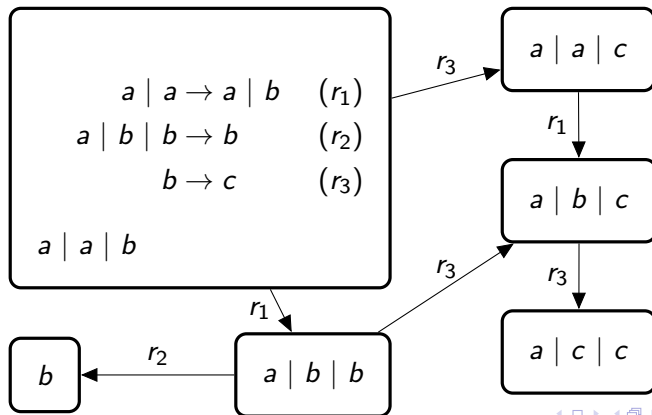 a | a → a | b (r₁)
a | b | b → b (r₂)
b → c (r₃)
a | a | b
r₃
a | a | c
r₁
a | b | c
r₃
r₃
a | c | c
r₁
a | b | b
r₂
b